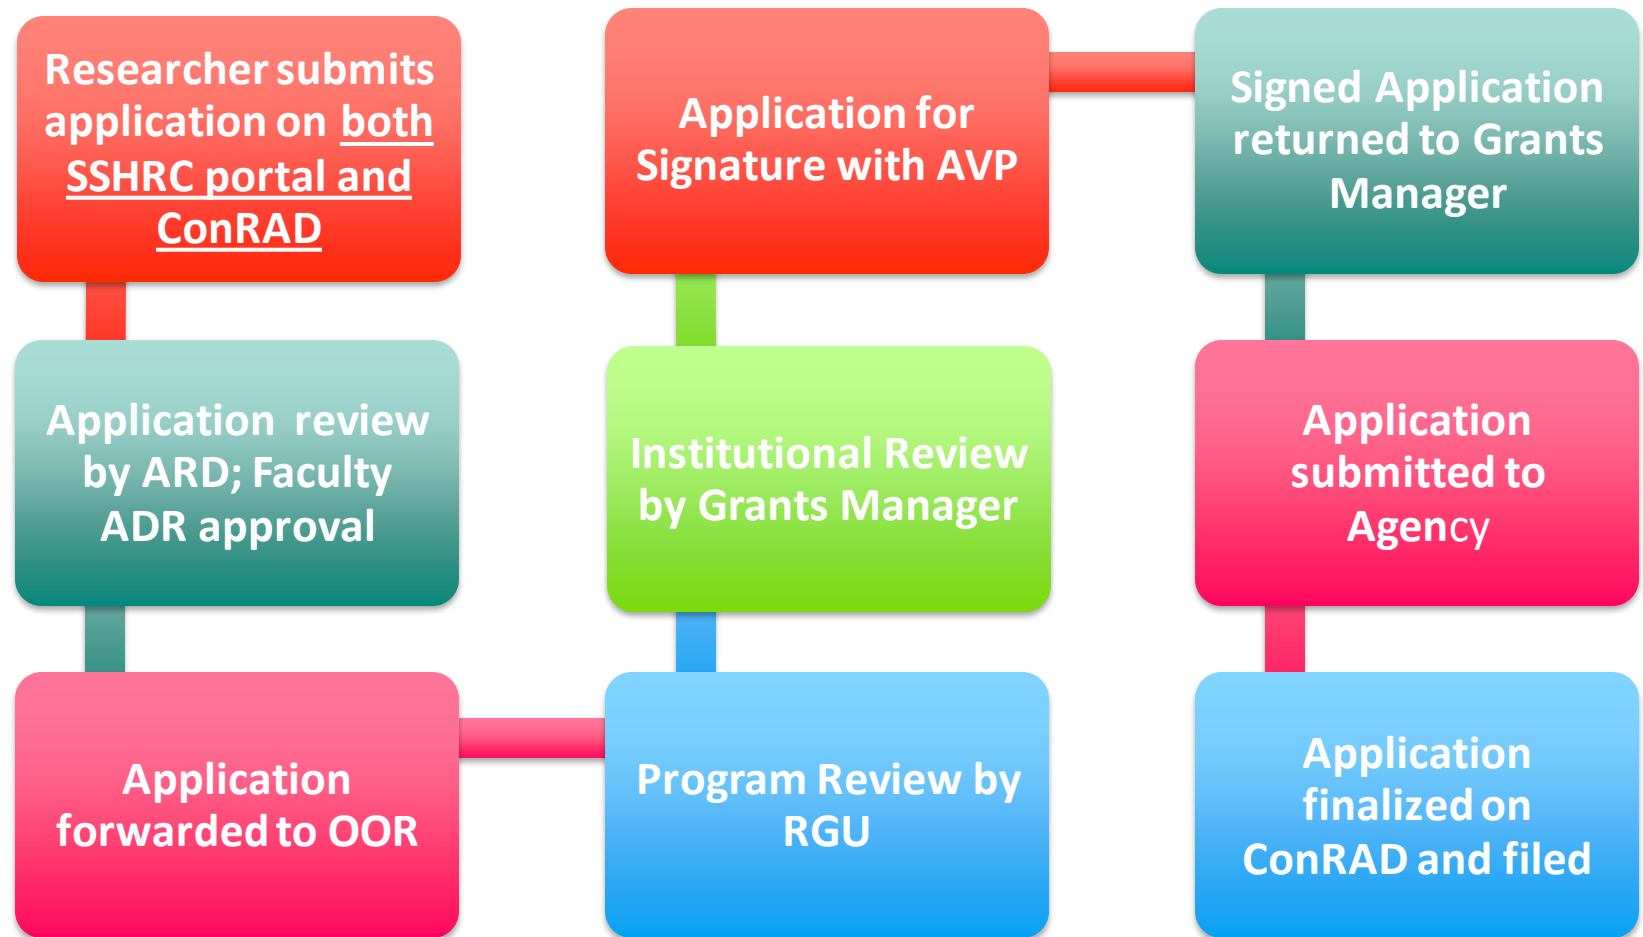 Researcher submits
application on both
SSHRC portal and
ConRAD
Application review
by ARD; Faculty
ADR approval
Application
forwarded to OOR
Program Review by
RGU
Institutional Review
by Grants Manager
Application for
Signature with AVP
Signed Application
returned to Grants
Manager
Application
submitted to
Agency
Application
finalized on
ConRAD and filed